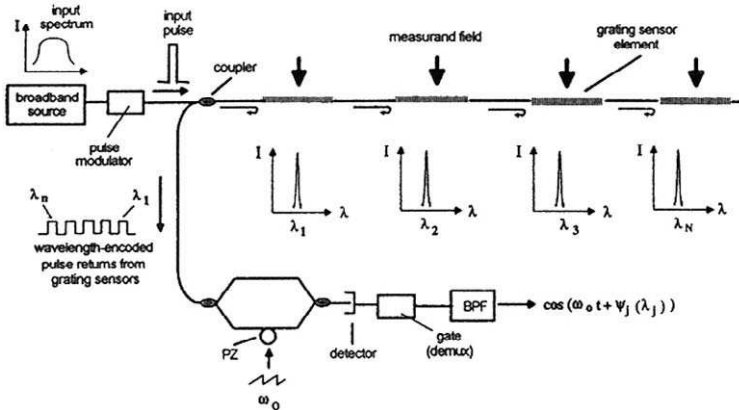 input
spectrum
I
input
pulse
measurand field
grating sensor
element
coupler
broadband
source
pulse
modulator
I
λ
λ1
I
λ
λ2
I
λ
λ3
I
λ
λN
λn
λ1
wavelength-encoded
pulse returns from
grating sensors
PZ
ωo
detector
gate
(demux)
BPF
cos (ωo t + Ψj (λj))